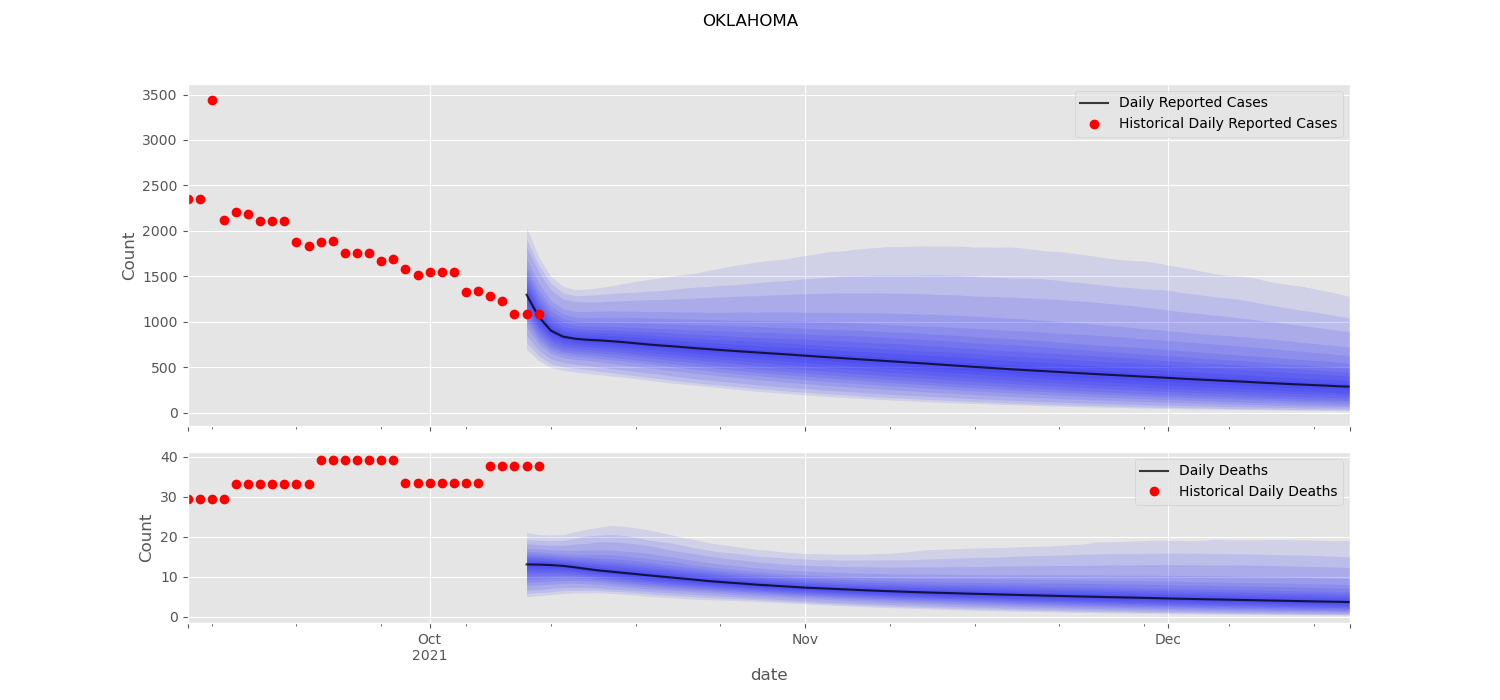 OKLAHOMA
3500
3000
2500
2000
1500
1000
500
0
Count
Daily Reported Cases
Historical Daily Reported Cases
40
30
20
10
0
Count
Daily Deaths
Historical Daily Deaths
Oct
2021
Nov
Dec
date